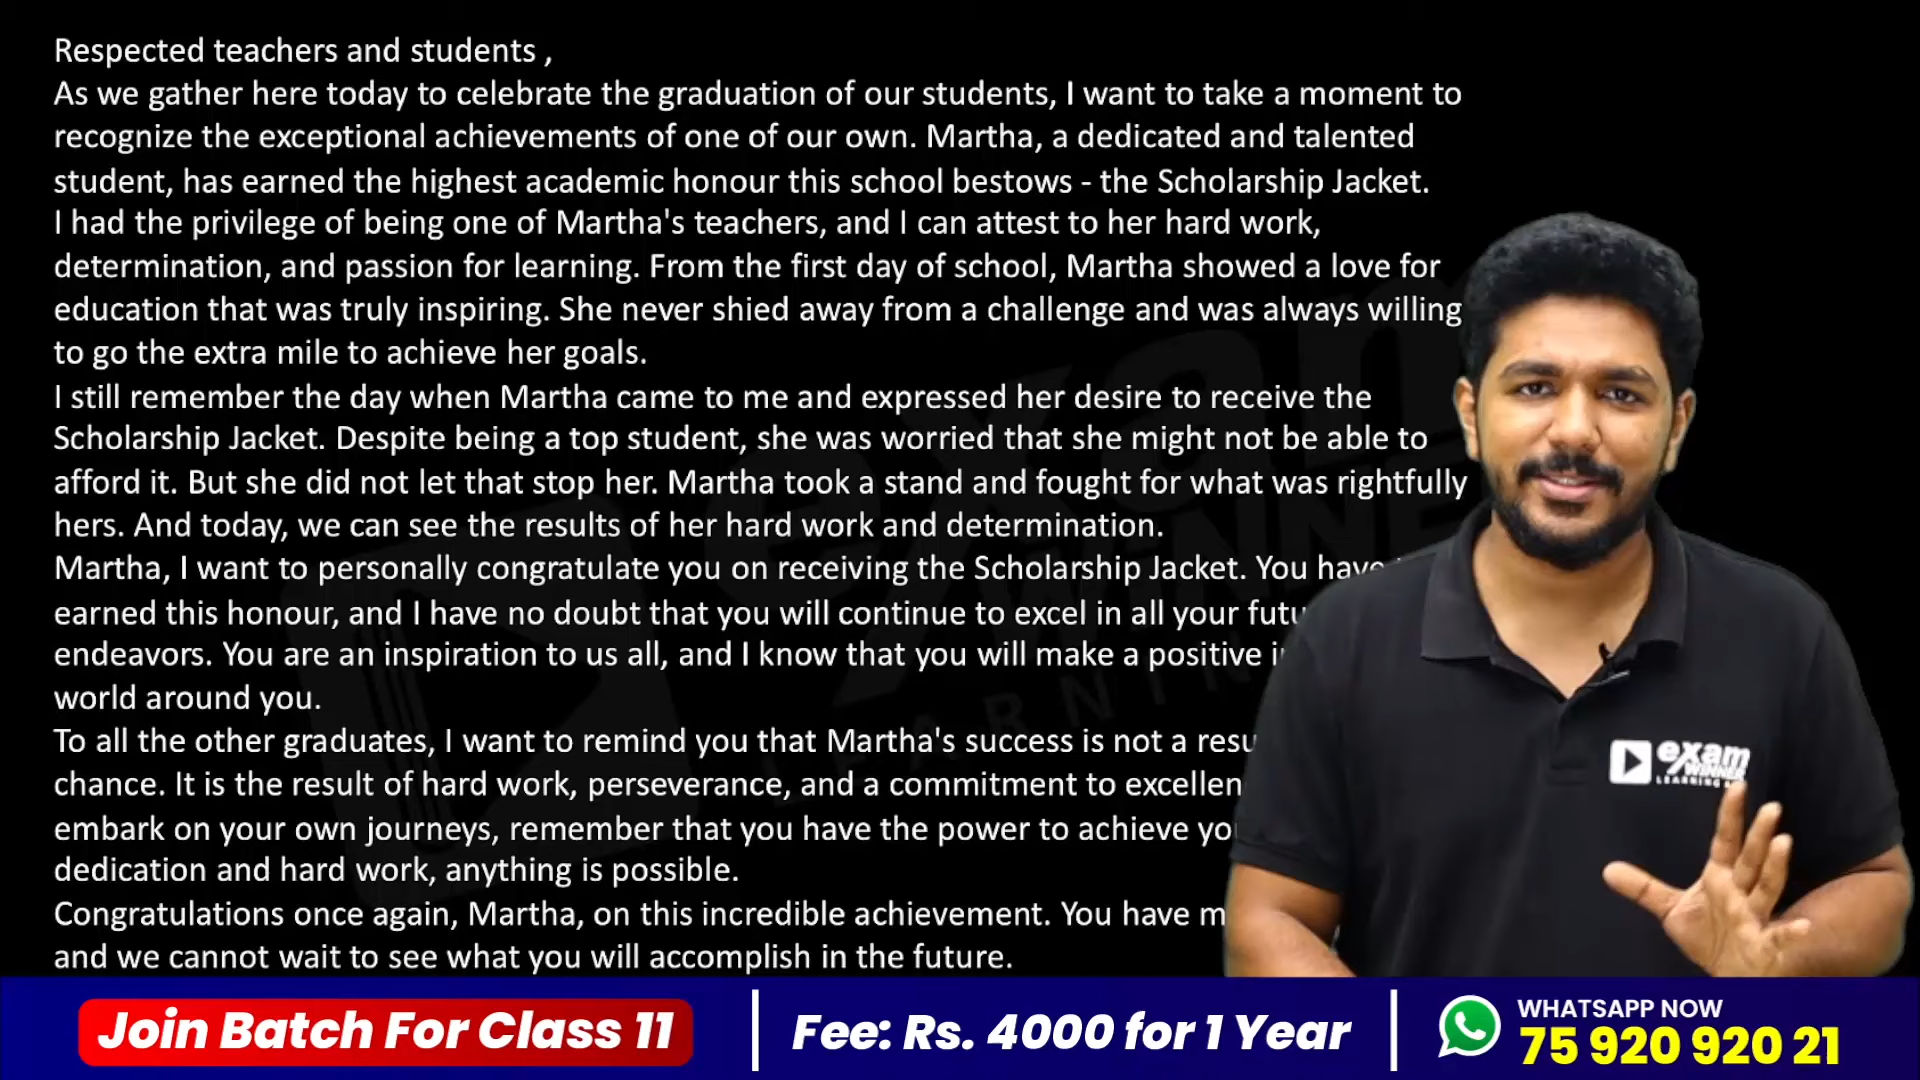 Respected teachers and students ,
As we gather here today to celebrate the graduation of our students, I want to take a moment to
recognize the exceptional achievements of one of our own. Martha, a dedicated and talented
student, has earned the highest academic honour this school bestows - the Scholarship Jacket.
I had the privilege of being one of Martha's teachers, and I can attest to her hard work,
determination, and passion for learning. From the first day of school, Martha showed a love for
education that was truly inspiring. She never shied away from a challenge and was always willing
to go the extra mile to achieve her goals.
I still remember the day when Martha came to me and expressed her desire to receive the
Scholarship Jacket. Despite being a top student, she was worried that she might not be able to
afford it. But she did not let that stop her. Martha took a stand and fought for what was rightfully
hers. And today, we can see the results of her hard work and determination.
Martha, I want to personally congratulate you on receiving the Scholarship Jacket. You have
earned this honour, and I have no doubt that you will continue to excel in all your
endeavors. You are an inspiration to us all, and I know that you will make a positive
world around you.
To all the other graduates, I want to remind you that Martha's success is not a
chance. It is the result of hard work, perseverance, and a commitment to
embark on your own journeys, remember that you have the power to achieve
dedication and hard work, anything is possible.
Congratulations once again, Martha, on this incredible achievement. You have
and we cannot wait to see what you will accomplish in the future.
exam
WINNER
LEARNING
Join Batch For Class 11
Fee: Rs. 4000 for 1 Year
WHATSAPP NOW
75 920 920 21